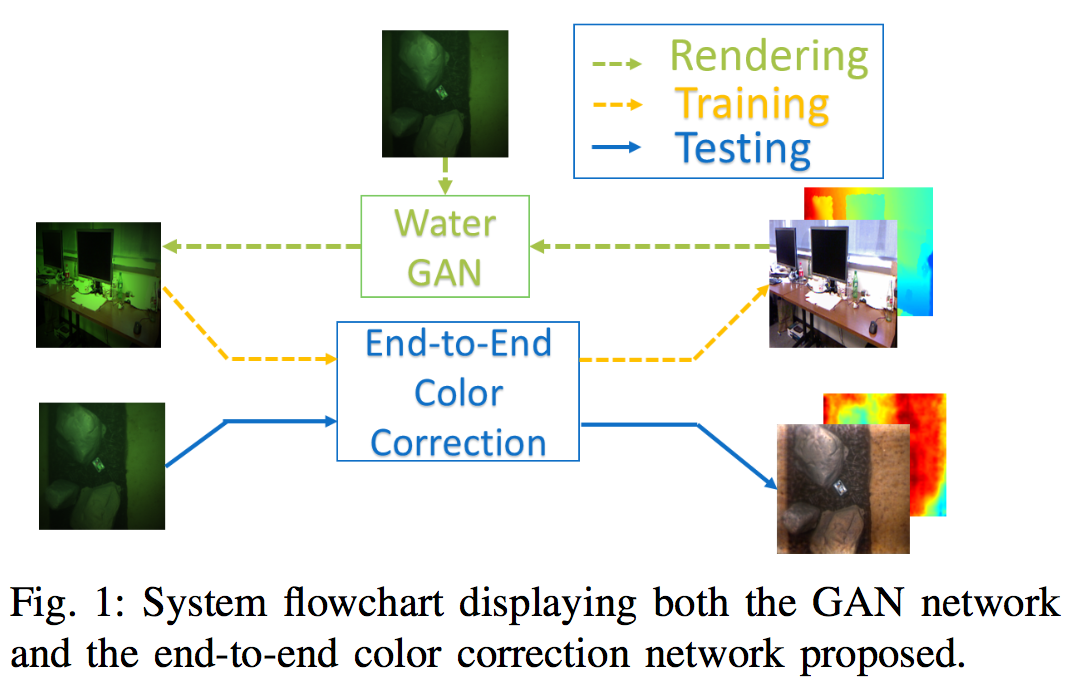 Rendering
Training
Testing
Water
GAN
End-to-End
Color
Correction
Fig. 1: System flowchart displaying both the GAN network
and the end-to-end color correction network proposed.